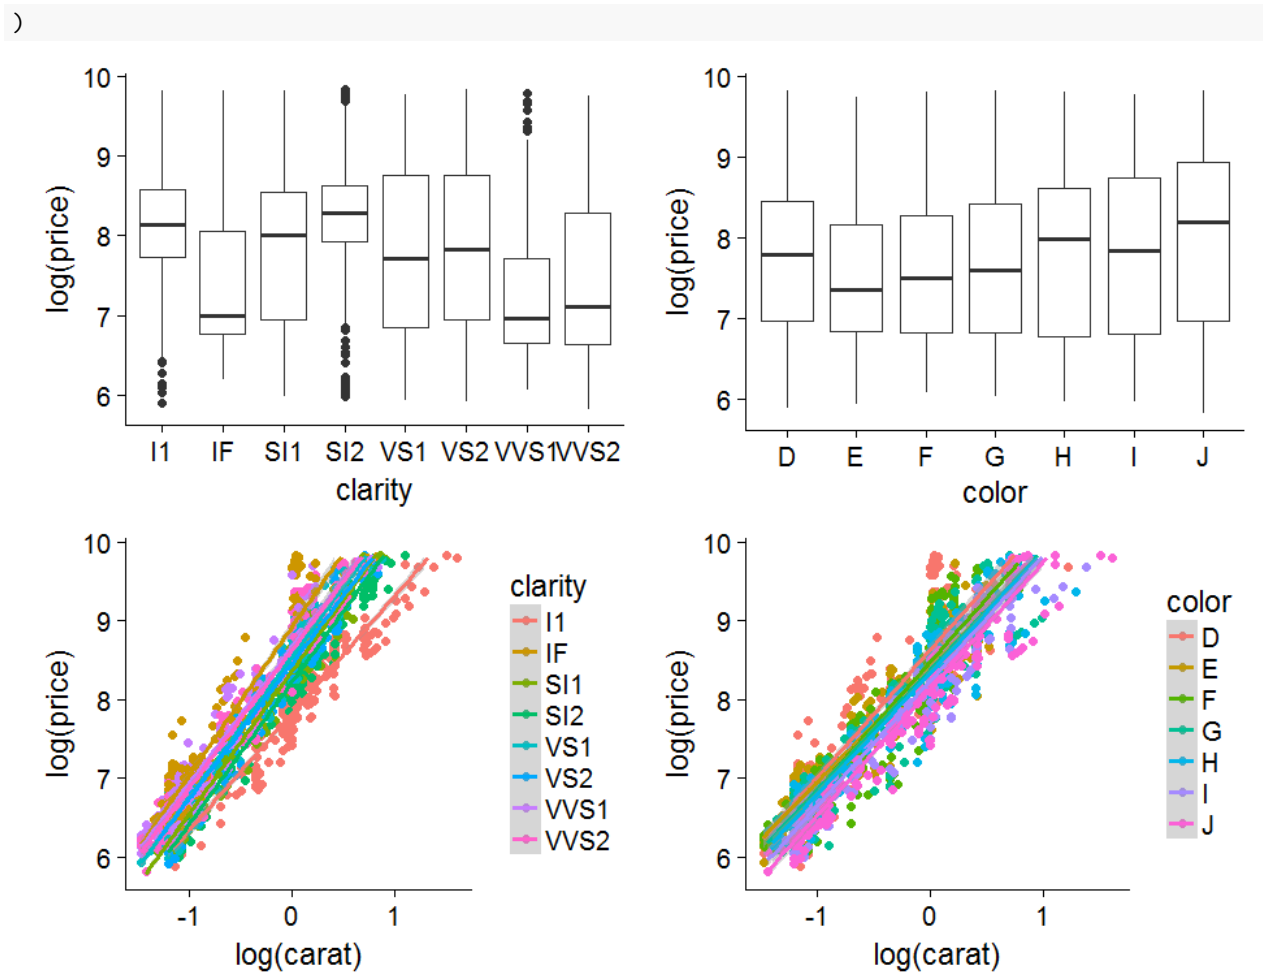 )
10
9
8
7
6
log(price)
I1 IF SI1 SI2 VS1 VS2 VVS1VVS2
clarity
10
9
8
7
6
log(price)
D E F G H I J
color
10
9
8
7
6
log(price)
-1 0 1
log(carat)
clarity
I1
IF
SI1
SI2
VS1
VS2
VVS1
VVS2
10
9
8
7
6
log(price)
-1 0 1
log(carat)
color
D
E
F
G
H
I
J